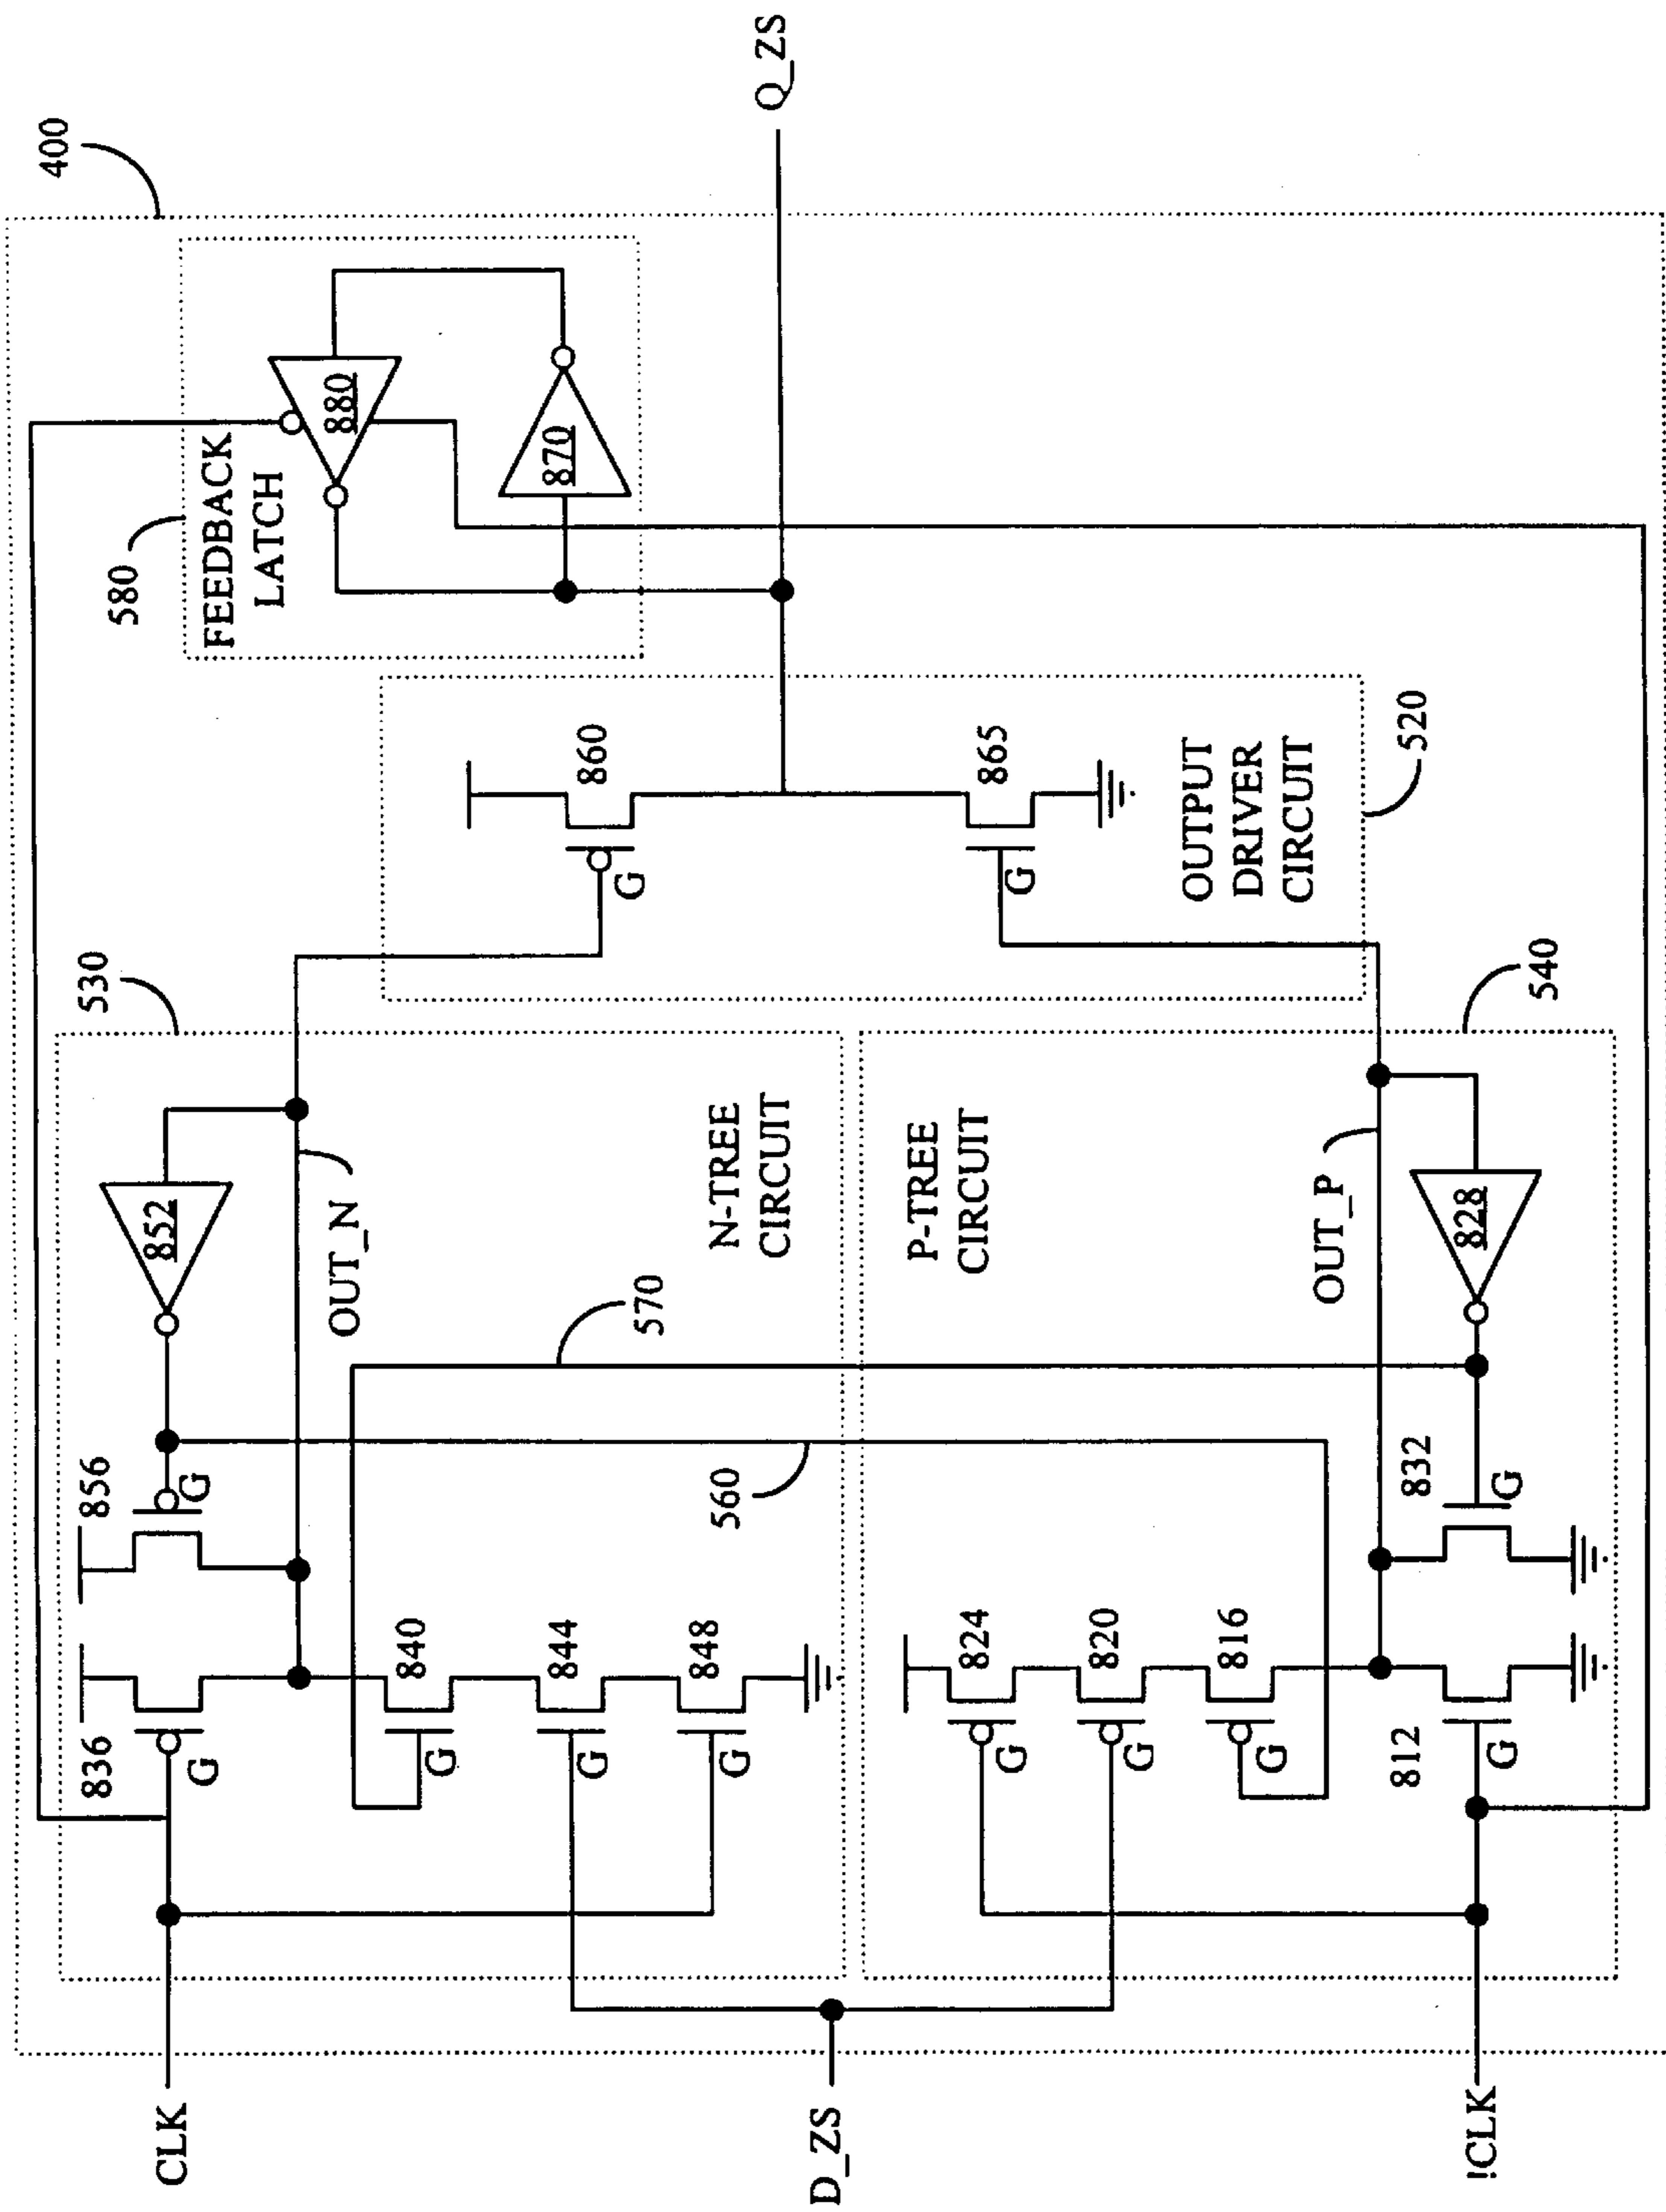 400
580
FEEDBACK
LATCH
880
870
Q_ZS
530
860
G
865
G
OUTPUT
DRIVER
CIRCUIT
520
852
OUT_N
N-TREE
CIRCUIT
570
560
856
G
836
G
840
G
844
G
848
G
CLK
D_ZS
540
P-TREE
CIRCUIT
OUT_P
828
824
G
820
G
816
G
832
G
812
G
!CLK